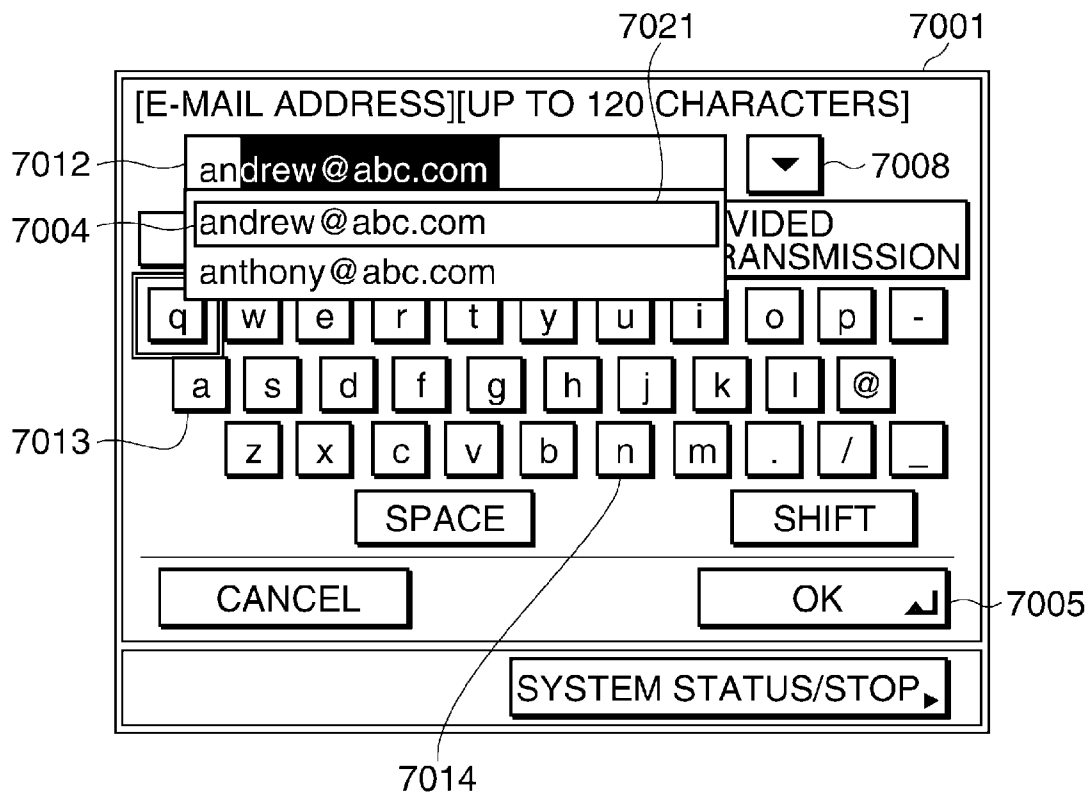 7021 7001
[E-MAIL ADDRESS][UP TO 120 CHARACTERS]
7012 andrew@abc.com ▼ 7008
7004 andrew@abc.com VIDED
RANSMISSION
anthony@abc.com
q w e r t y u i o p -
a s d f g h j k l @
7013
z x c v b n m . / _
SPACE SHIFT
CANCEL OK 7005
SYSTEM STATUS/STOP
7014